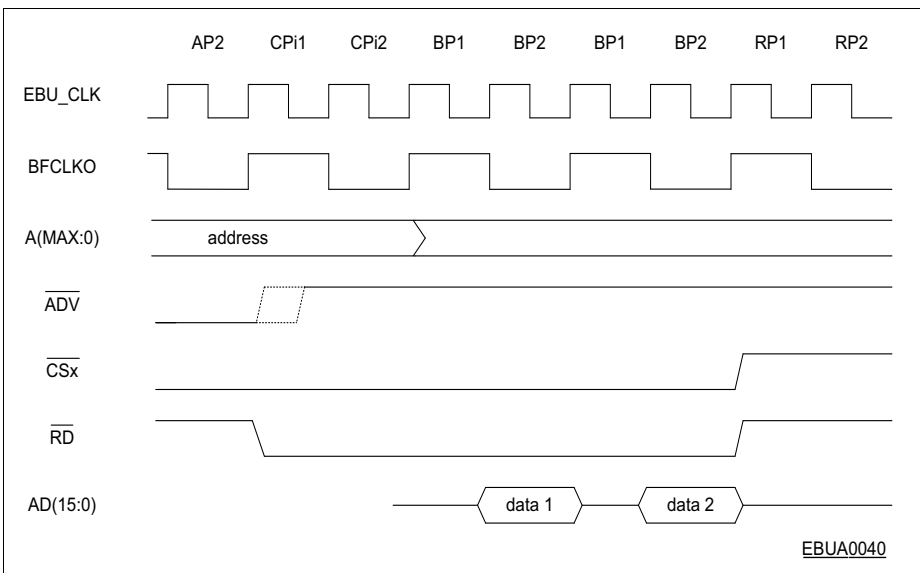 AP2 CPi1 CPi2 BP1 BP2 BP1 BP2 RP1 RP2
EBU_CLK
BFCLKO
A(MAX:0) address
ADV
CSx
RD
AD(15:0) data 1 data 2
EBUA0040